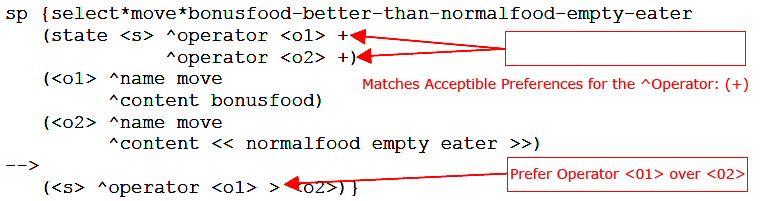 sp {select*move*bonusfood-better-than-normalfood-empty-eater
(state <s> ^operator <o1> +
^operator <o2> +)
(<o1> ^name move
Matches Acceptible Preferences for the ^Operator: (+)
^content bonusfood)
(<o2> ^name move
^content << normalfood empty eater >>)
-->
Prefer Operator <01> over <02>
(<s> ^operator <o1> > <o2>)}